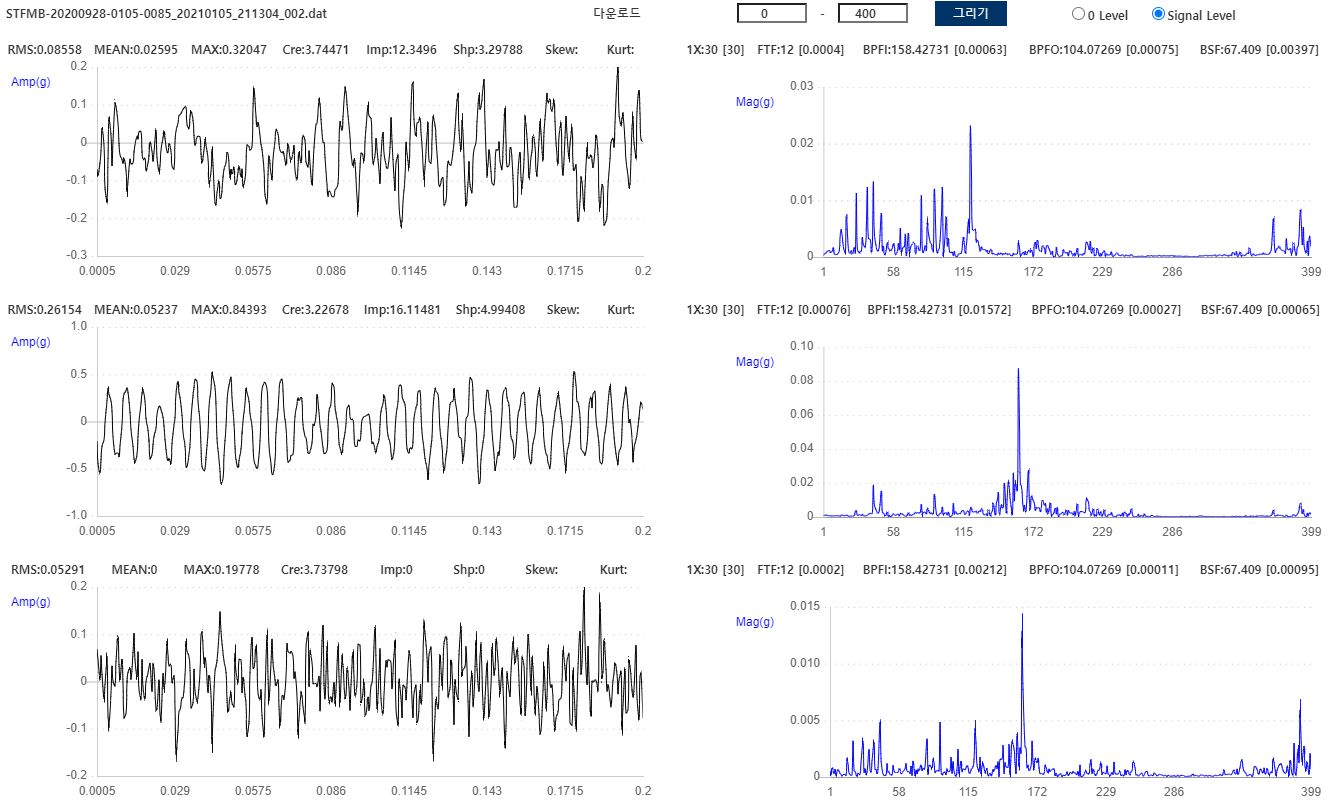 STFMB-20200928-0105-0085_20210105_211304_002.dat 다운로드 0 - 400 그리기 0 Level Signal Level
RMS:0.08558 MEAN:0.02595 MAX:0.32047 Cre:3.74471 Imp:12.3496 Shp:3.29788 Skew: Kurt:
Amp(g)
0.2
0.1
0
-0.1
-0.2
-0.3
0.0005 0.029 0.0575 0.086 0.1145 0.143 0.1715 0.2
1X:30 [30] FTF:12 [0.0004] BPFI:158.42731 [0.00063] BPFO:104.07269 [0.00075] BSF:67.409 [0.00397]
Mag(g)
0.03
0.02
0.01
0
1 58 115 172 229 286 399
RMS:0.26154 MEAN:0.05237 MAX:0.84393 Cre:3.22678 Imp:16.11481 Shp:4.99408 Skew: Kurt:
Amp(g)
1.0
0.5
0
-0.5
-1.0
0.0005 0.029 0.0575 0.086 0.1145 0.143 0.1715 0.2
1X:30 [30] FTF:12 [0.00076] BPFI:158.42731 [0.01572] BPFO:104.07269 [0.00027] BSF:67.409 [0.00065]
Mag(g)
0.10
0.08
0.06
0.04
0.02
0
1 58 115 172 229 286 399
RMS:0.05291 MEAN:0 MAX:0.19778 Cre:3.73798 Imp:0 Shp:0 Skew: Kurt:
Amp(g)
0.2
0.1
0
-0.1
-0.2
0.0005 0.029 0.0575 0.086 0.1145 0.143 0.1715 0.2
1X:30 [30] FTF:12 [0.0002] BPFI:158.42731 [0.00212] BPFO:104.07269 [0.00011] BSF:67.409 [0.00095]
Mag(g)
0.015
0.010
0.005
0
1 58 115 172 229 286 399